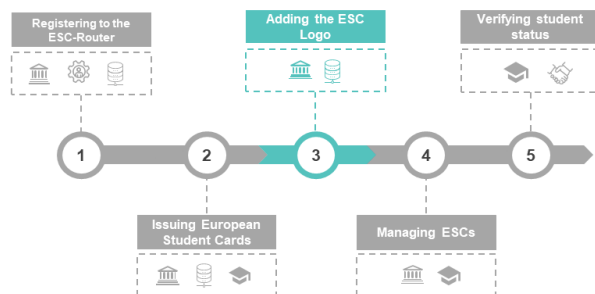 Registering to the
ESC-Router
Adding the ESC
Logo
Verifying student
status
1
2
3
4
5
Issuing European
Student Cards
Managing ESCs